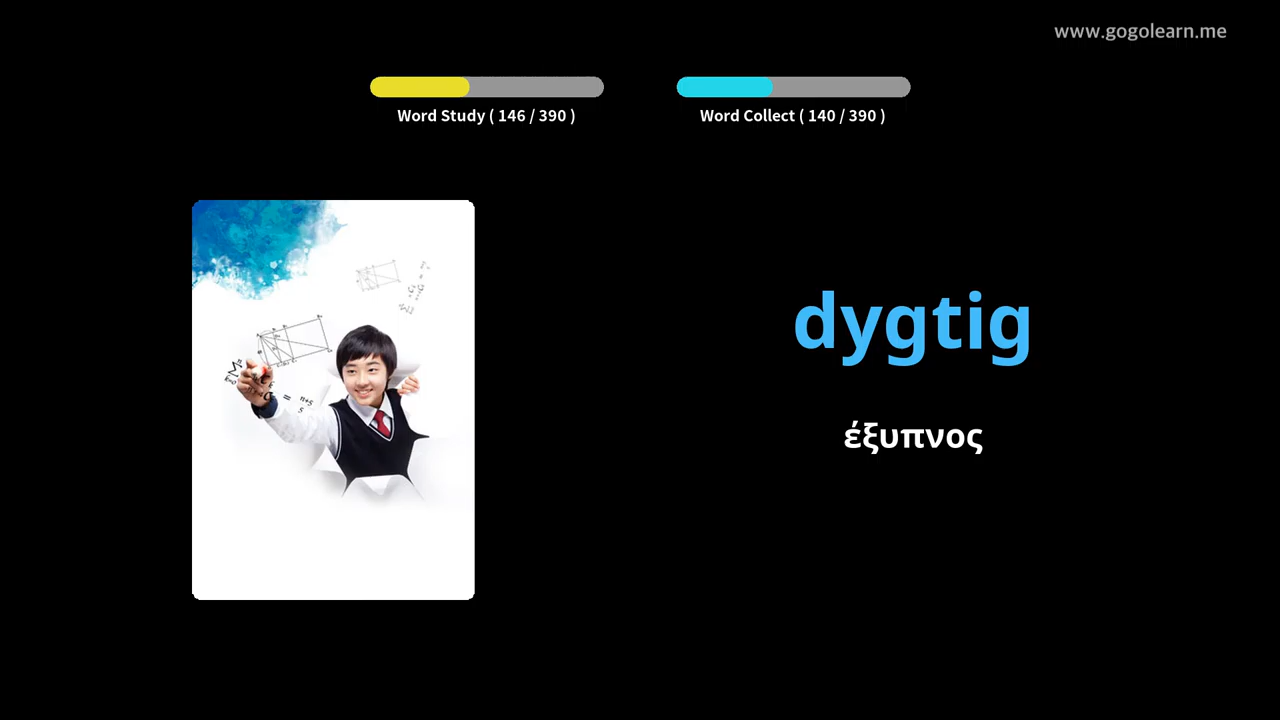 www.gogolearn.me
Word Study ( 146 / 390 )
Word Collect ( 140 / 390 )
dygtig
έξυπνος